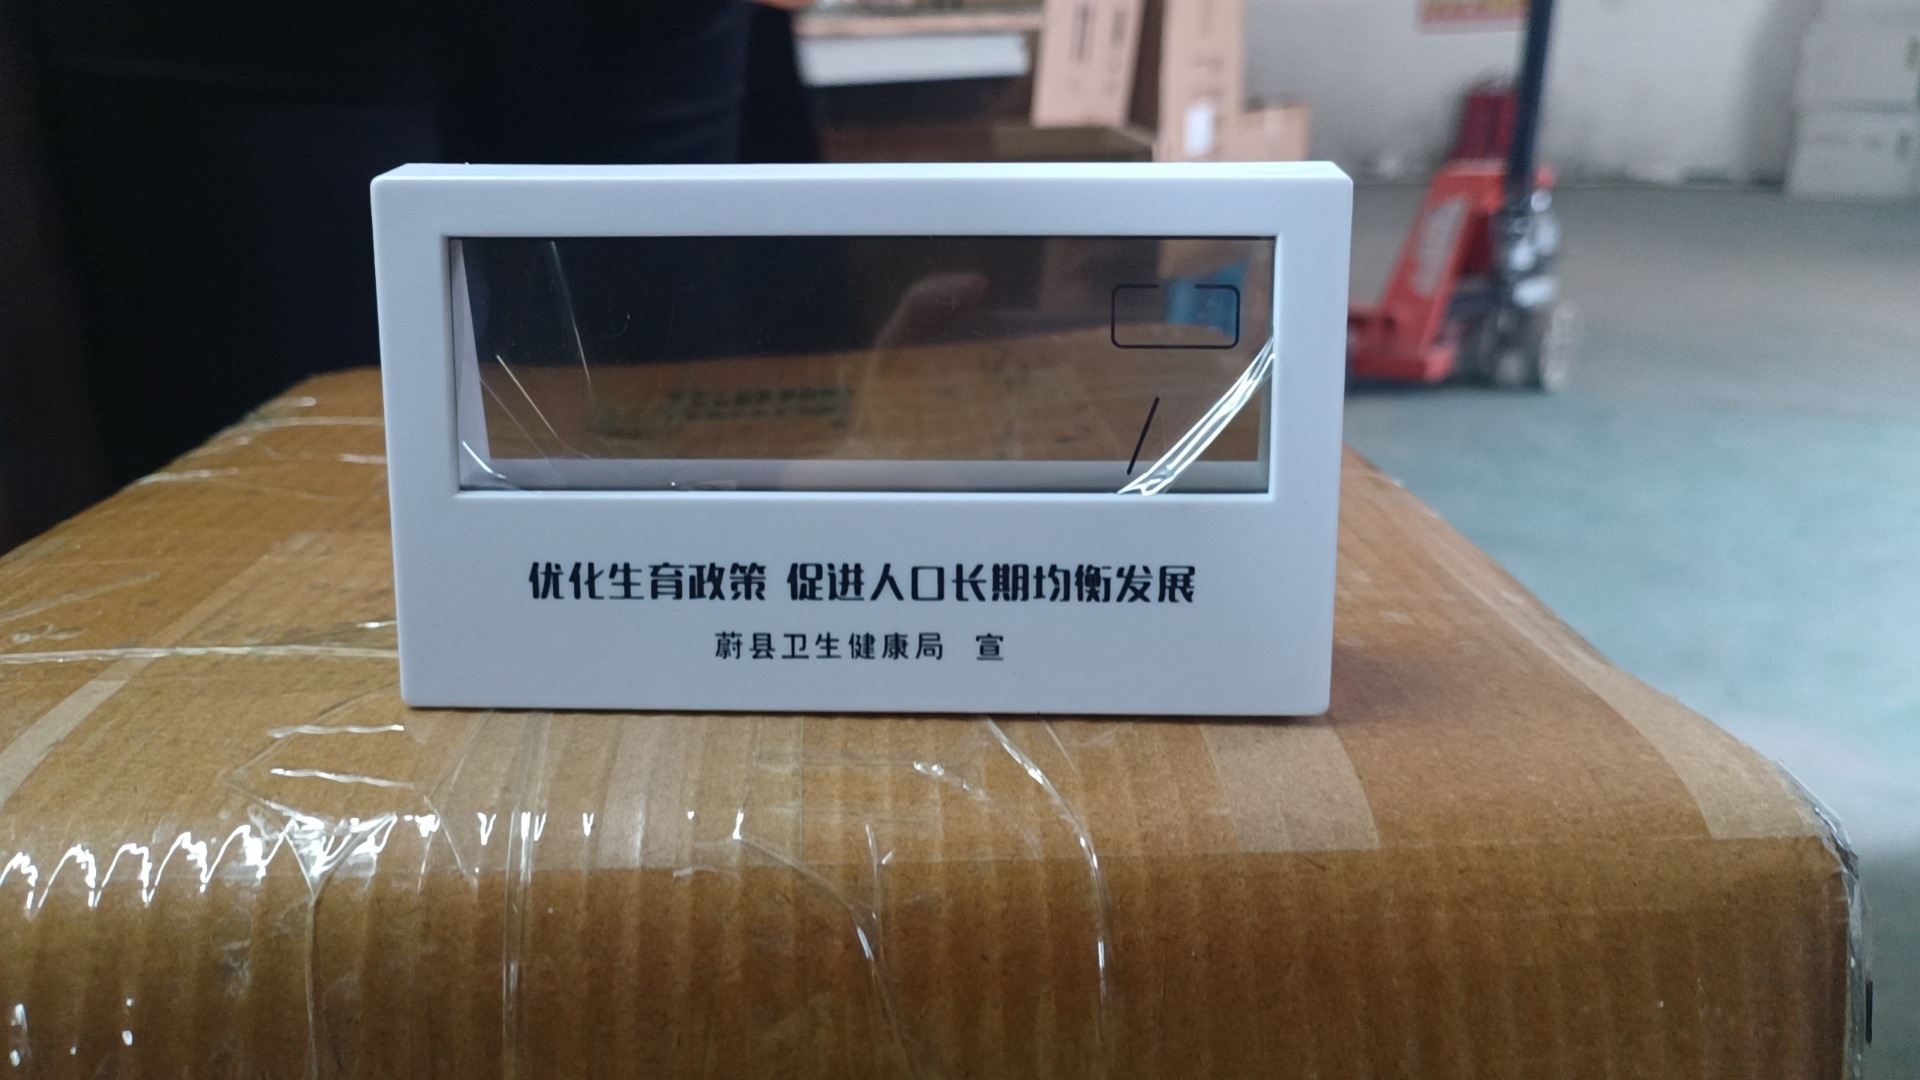 优化生育政策 促进人口长期均衡发展
蔚县卫生健康局 宣